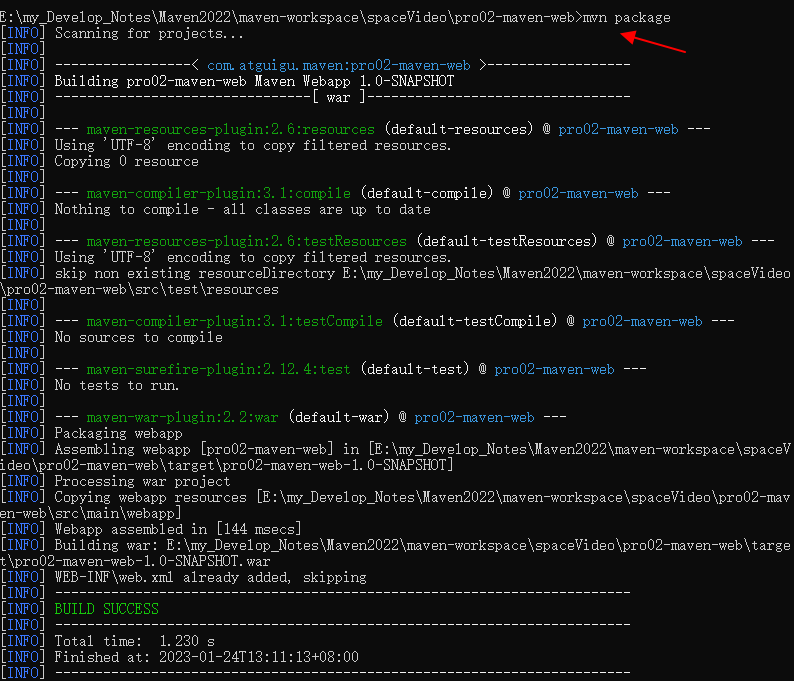 E:\my_Develop_Notes\Maven2022\maven-workspace\spaceVideo\pro02-maven-web>mvn package
[INFO] Scanning for projects...
[INFO]
[INFO] -----------------< com.atguigu.maven:pro02-maven-web >------------------
[INFO] Building pro02-maven-web Maven Webapp 1.0-SNAPSHOT
[INFO] --------------------------------[ war ]---------------------------------
[INFO]
[INFO] --- maven-resources-plugin:2.6:resources (default-resources) @ pro02-maven-web ---
[INFO] Using 'UTF-8' encoding to copy filtered resources.
[INFO] Copying 0 resource
[INFO]
[INFO] --- maven-compiler-plugin:3.1:compile (default-compile) @ pro02-maven-web ---
[INFO] Nothing to compile - all classes are up to date
[INFO]
[INFO] --- maven-resources-plugin:2.6:testResources (default-testResources) @ pro02-maven-web ---
[INFO] Using 'UTF-8' encoding to copy filtered resources.
[INFO] skip non existing resourceDirectory E:\my_Develop_Notes\Maven2022\maven-workspace\spaceVideo
\pro02-maven-web\src\test\resources
[INFO]
[INFO] --- maven-compiler-plugin:3.1:testCompile (default-testCompile) @ pro02-maven-web ---
[INFO] No sources to compile
[INFO]
[INFO] --- maven-surefire-plugin:2.12.4:test (default-test) @ pro02-maven-web ---
[INFO] No tests to run.
[INFO]
[INFO] --- maven-war-plugin:2.2:war (default-war) @ pro02-maven-web ---
[INFO] Packaging webapp
[INFO] Assembling webapp [pro02-maven-web] in [E:\my_Develop_Notes\Maven2022\maven-workspace\spaceV
ideo\pro02-maven-web\target\pro02-maven-web-1.0-SNAPSHOT]
[INFO] Processing war project
[INFO] Copying webapp resources [E:\my_Develop_Notes\Maven2022\maven-workspace\spaceVideo\pro02-mav
en-web\src\main\webapp]
[INFO] Webapp assembled in [144 msecs]
[INFO] Building war: E:\my_Develop_Notes\Maven2022\maven-workspace\spaceVideo\pro02-maven-web\targe
t\pro02-maven-web-1.0-SNAPSHOT.war
[INFO] WEB-INF\web.xml already added, skipping
[INFO] ------------------------------------------------------------------------
[INFO] BUILD SUCCESS
[INFO] ------------------------------------------------------------------------
[INFO] Total time:  1.230 s
[INFO] Finished at: 2023-01-24T13:11:13+08:00
[INFO] ------------------------------------------------------------------------